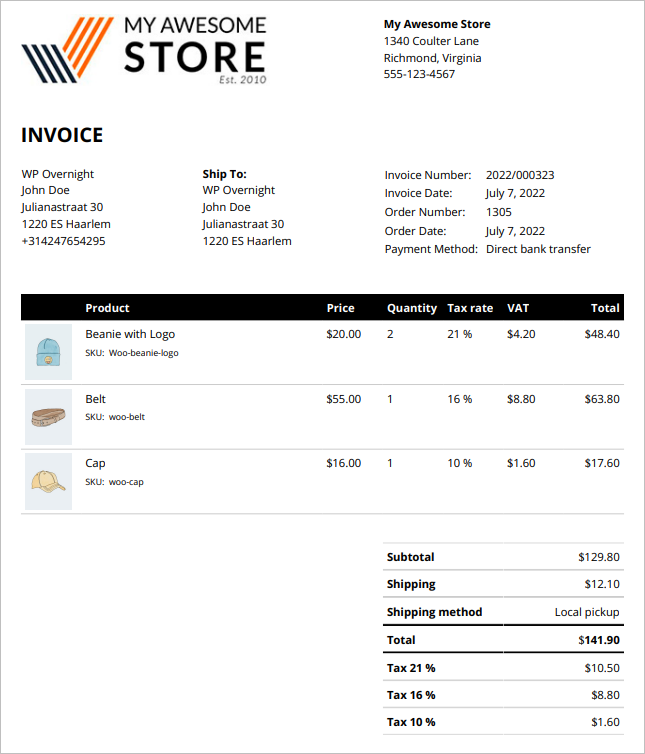 MY AWESOME
STORE
Est. 2010
My Awesome Store
1340 Coulter Lane
Richmond, Virginia
555-123-4567
INVOICE
WP Overnight
John Doe
Julianastraat 30
1220 ES Haarlem
+314247654295
Ship To:
WP Overnight
John Doe
Julianastraat 30
1220 ES Haarlem
Invoice Number: 2022/000323
Invoice Date: July 7, 2022
Order Number: 1305
Order Date: July 7, 2022
Payment Method: Direct bank transfer
Product Price Quantity Tax rate VAT Total
Beanie with Logo $20.00 2 21 % $4.20 $48.40
SKU: Woo-beanie-logo
Belt $55.00 1 16 % $8.80 $63.80
SKU: woo-belt
Cap $16.00 1 10 % $1.60 $17.60
SKU: woo-cap
Subtotal $129.80
Shipping $12.10
Shipping method Local pickup
Total $141.90
Tax 21 % $10.50
Tax 16 % $8.80
Tax 10 % $1.60